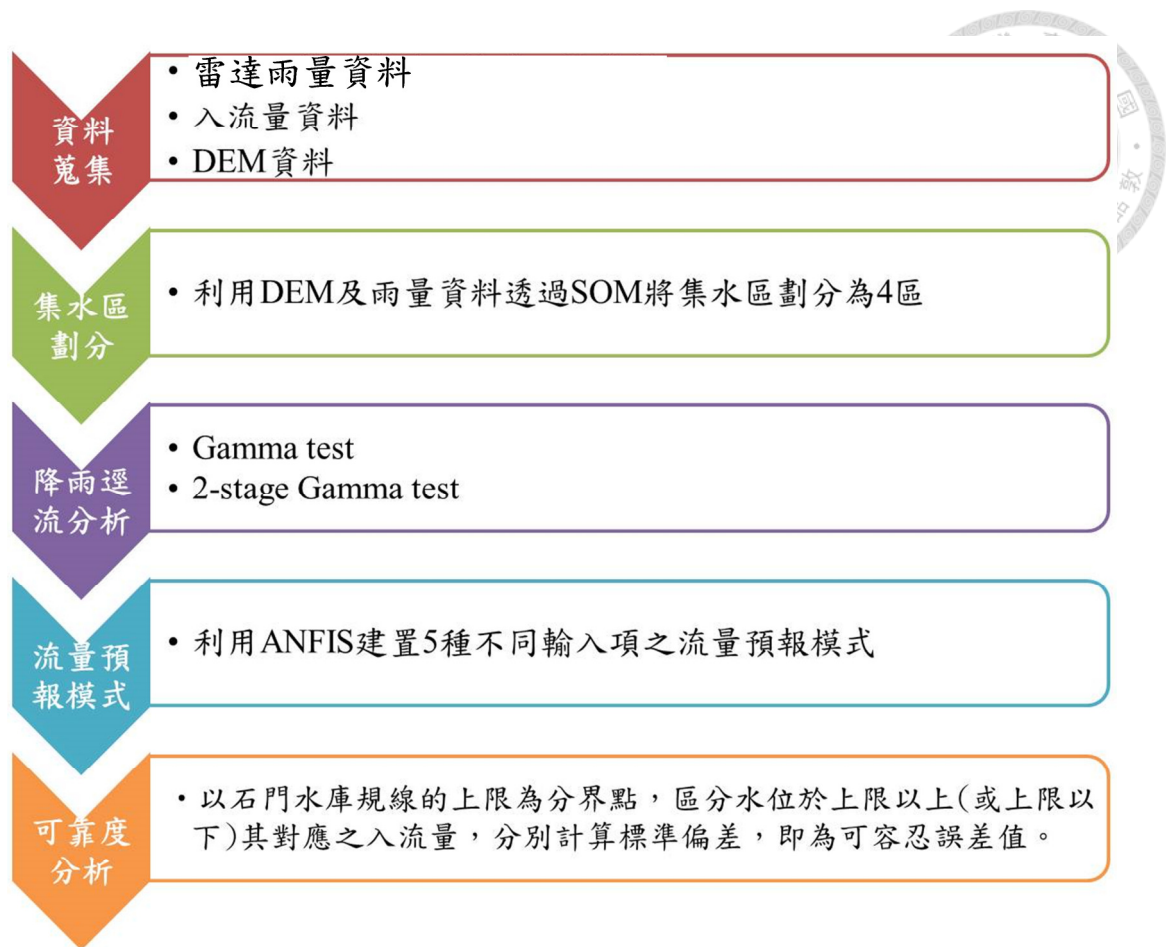 資料
蒐集
• 雷達雨量資料
• 入流量資料
• DEM資料
集水區
劃分
• 利用DEM及雨量資料透過SOM將集水區劃分為4區
降雨逕
流分析
• Gamma test
• 2-stage Gamma test
流量預
報模式
• 利用ANFIS建置5種不同輸入項之流量預報模式
可靠度
分析
• 以石門水庫規線的上限為分界點，區分水位於上限以上(或上限以
下)其對應之入流量，分別計算標準偏差，即為可容忍誤差值。
國
敦